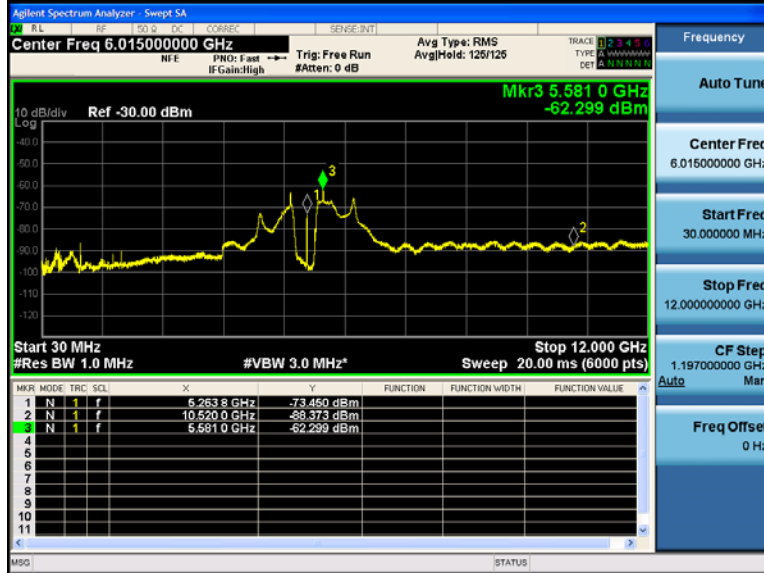 Agilent Spectrum Analyzer - Swept SA
RL RF 50 Ω DC CORREC SENSE:INT
Center Freq 6.015000000 GHz
NFE PNO: Fast IFGain:High
Trig: Free Run
#Atten: 0 dB
Avg Type: RMS
Avg|Hold: 125/125
TRACE 1 2 3 4 5 6
TYPE A WWWWW
DET A N N N N N
Mkr3 5.581 0 GHz
-62.299 dBm
10 dB/div Ref -30.00 dBm
Log
-40.0
-50.0
-60.0
-70.0
-80.0
-90.0
-100
-110
-120
1
2
3
Start 30 MHz Stop 12.000 GHz
#Res BW 1.0 MHz #VBW 3.0 MHz* Sweep 20.00 ms (6000 pts)
MKR MODE TRC SCL X Y FUNCTION FUNCTION WIDTH FUNCTION VALUE
1 N 1 f 5.263 8 GHz -73.450 dBm
2 N 1 f 10.520 0 GHz -88.373 dBm
3 N 1 f 5.581 0 GHz -62.299 dBm
4
5
6
7
8
9
10
11
MSG STATUS
Frequency
Auto Tune
Center Freq
6.015000000 GHz
Start Freq
30.000000 MHz
Stop Freq
12.000000000 GHz
CF Step
1.197000000 GHz
Auto Man
Freq Offset
0 Hz